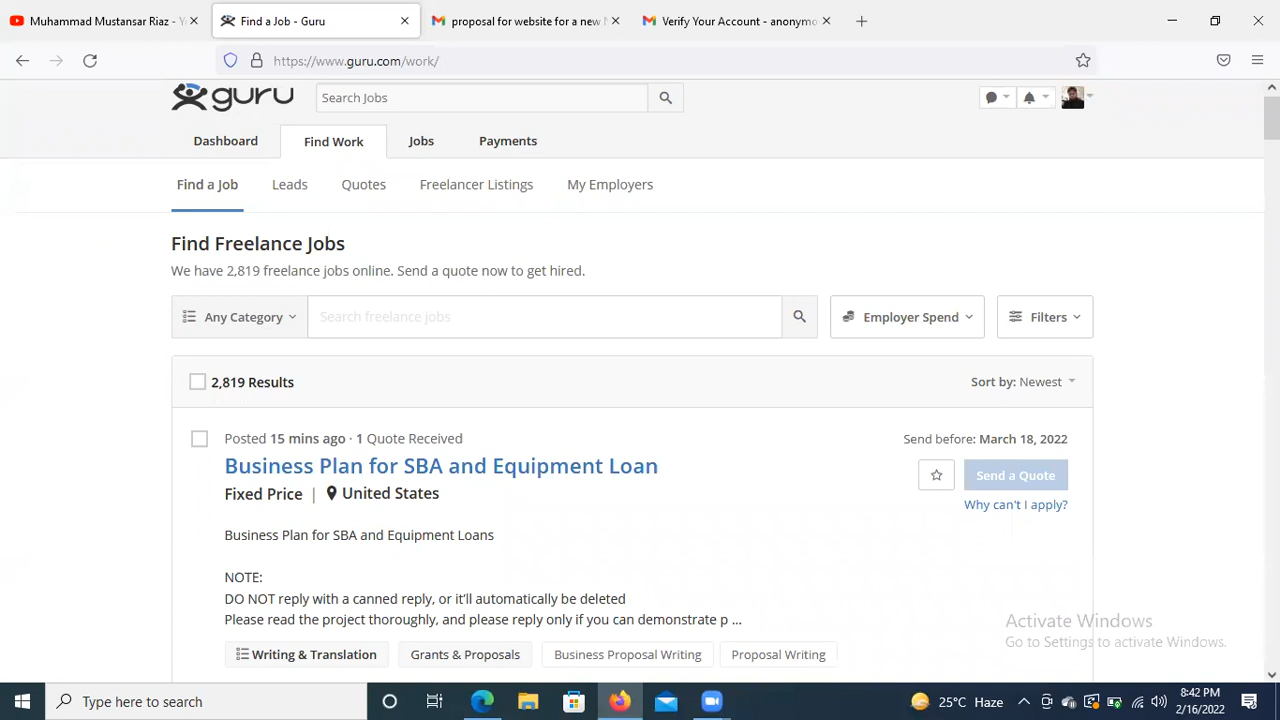 Muhammad Mustansar Riaz - Yo
Find a Job - Guru
proposal for website for a new
Verify Your Account - anonymo
https://www.guru.com/work/
guru
Search Jobs
Dashboard
Find Work
Jobs
Payments
Find a Job
Leads
Quotes
Freelancer Listings
My Employers
Find Freelance Jobs
We have 2,819 freelance jobs online. Send a quote now to get hired.
Any Category
Search freelance jobs
Employer Spend
Filters
2,819 Results
Sort by: Newest
Posted 15 mins ago · 1 Quote Received
Send before: March 18, 2022
Business Plan for SBA and Equipment Loan
Send a Quote
Fixed Price | United States
Why can't I apply?
Business Plan for SBA and Equipment Loans
NOTE:
DO NOT reply with a canned reply, or it'll automatically be deleted
Please read the project thoroughly, and please reply only if you can demonstrate p ...
Writing & Translation
Grants & Proposals
Business Proposal Writing
Proposal Writing
Activate Windows
Go to Settings to activate Windows.
Type here to search
25°C Haze
8:42 PM
2/16/2022